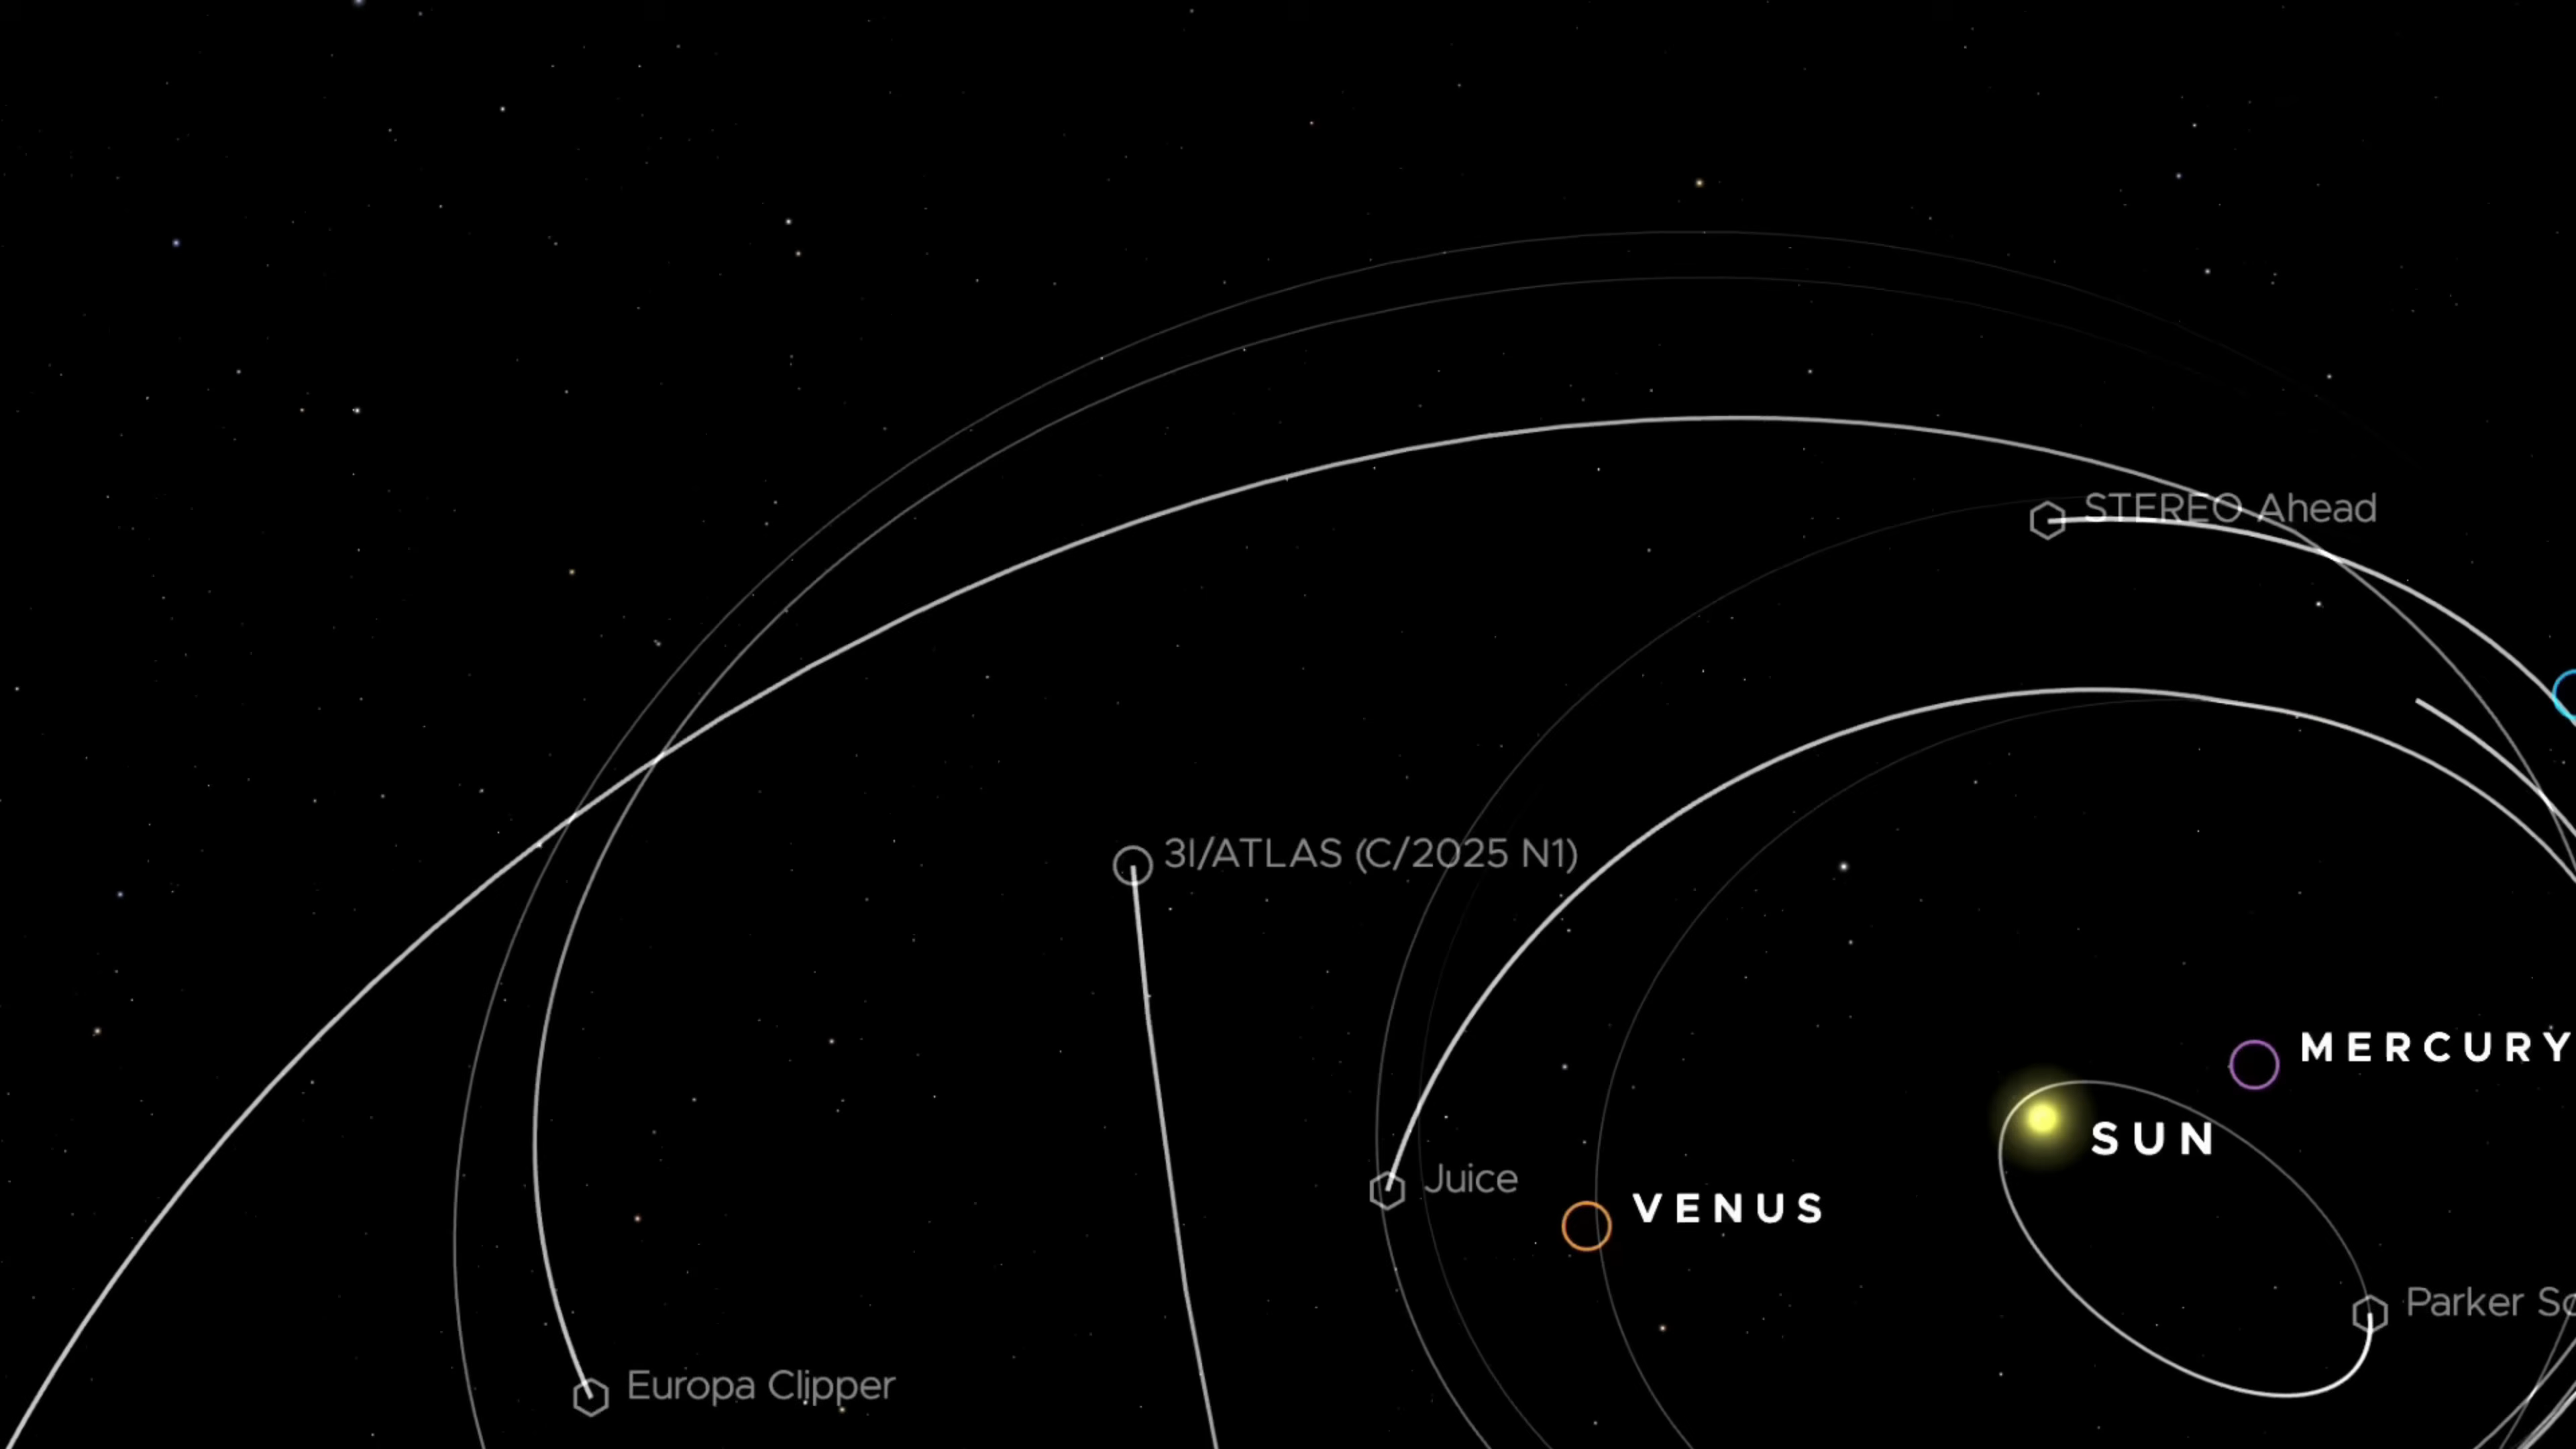 STEREO Ahead
3I/ATLAS (C/2025 N1)
MERCURY
SUN
Juice
VENUS
Parker
Europa Clipper